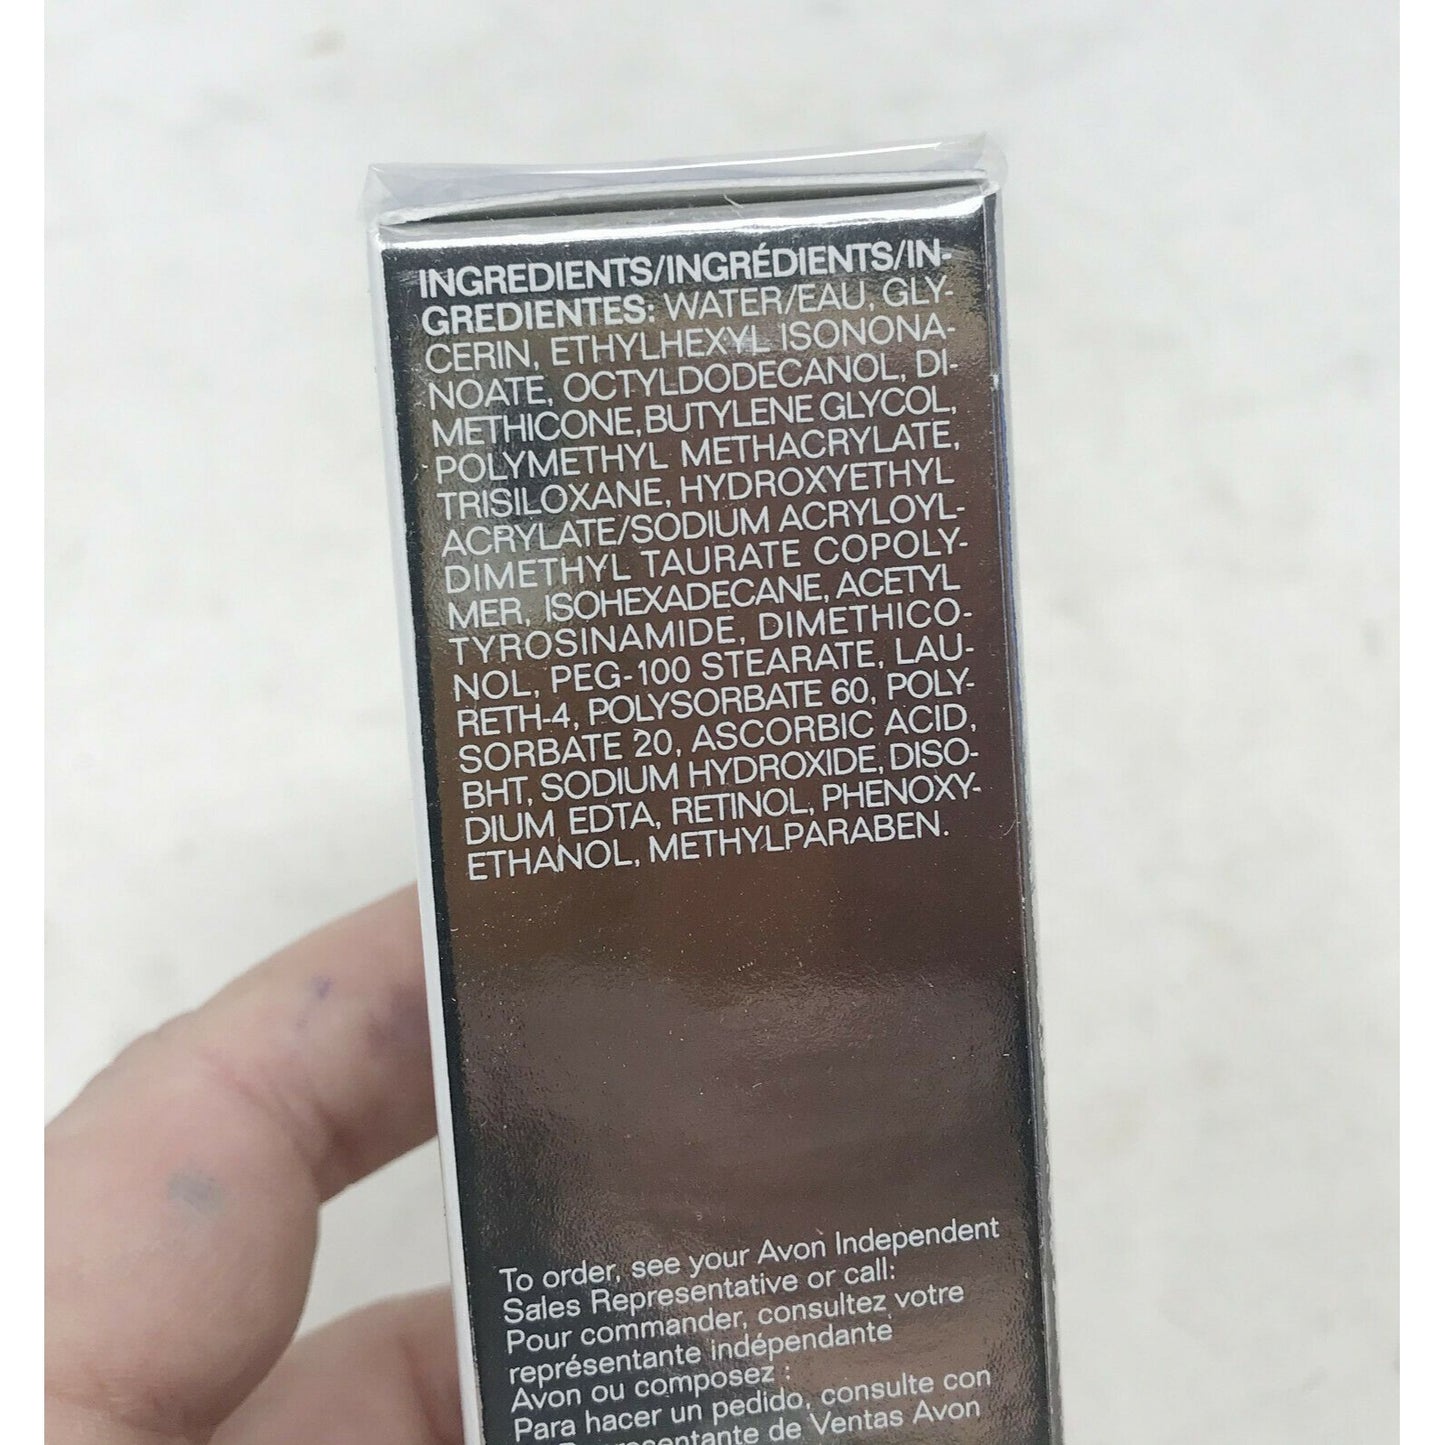 INGREDIENTS/INGRÉDIENTS/IN-
GREDIENTES: WATER/EAU, GLY-
CERIN, ETHYLHEXYL ISONONA-
NOATE, OCTYLDODECANOL, DI-
METHICONE, BUTYLENE GLYCOL,
POLYMETHYL METHACRYLATE,
TRISILOXANE, HYDROXYETHYL
ACRYLATE/SODIUM ACRYLOYL-
DIMETHYL TAURATE COPOLY-
MER, ISOHEXADECANE, ACETYL
TYROSINAMIDE, DIMETHICO-
NOL, PEG-100 STEARATE, LAU-
RETH-4, POLYSORBATE 60, POLY-
SORBATE 20, ASCORBIC ACID,
BHT, SODIUM HYDROXIDE, DISO-
DIUM EDTA, RETINOL, PHENOXY-
ETHANOL, METHYLPARABEN.
To order, see your Avon Independent
Sales Representative or call:
Pour commander, consultez votre
représentante indépendante
Avon ou composez :
Para hacer un pedido, consulte con
Representante de Ventas Avon